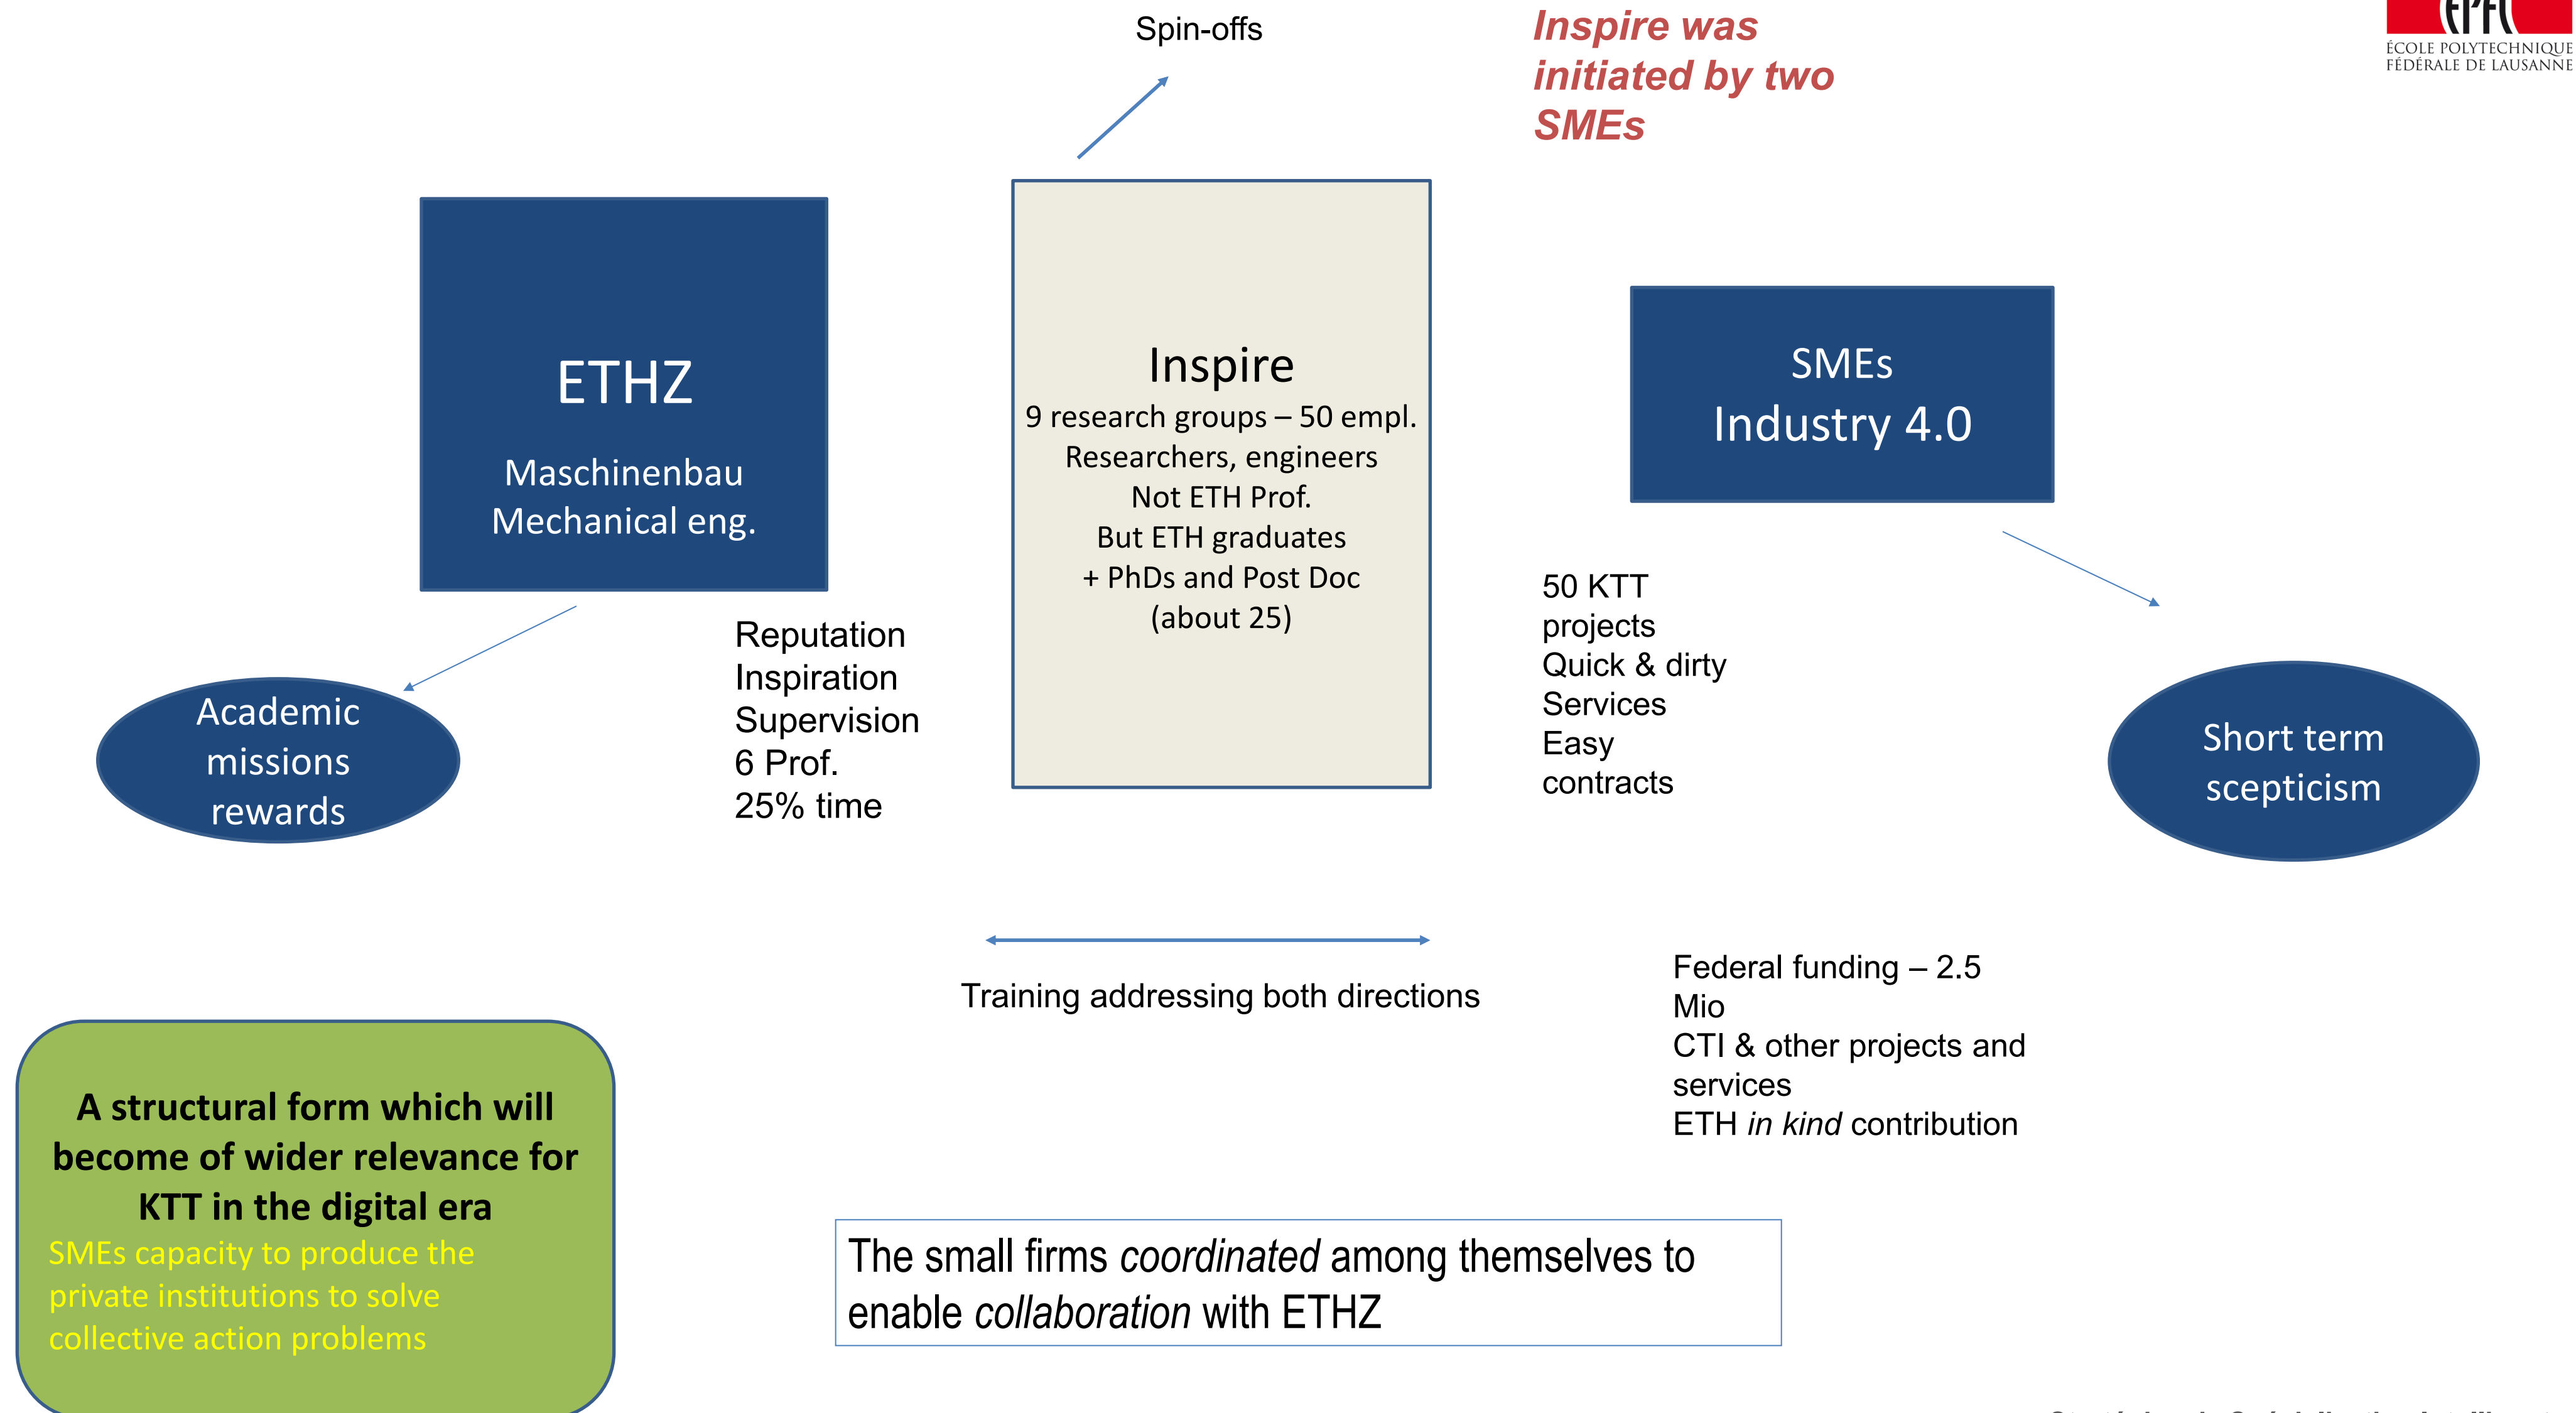 Spin-offs
Inspire was
initiated by two
SMEs
ÉCOLE POLYTECHNIQUE
FÉDÉRALE DE LAUSANNE
ETHZ
Maschinenbau
Mechanical eng.
Inspire
9 research groups – 50 empl.
Researchers, engineers
Not ETH Prof.
But ETH graduates
+ PhDs and Post Doc
(about 25)
SMEs
Industry 4.0
Academic
missions
rewards
Reputation
Inspiration
Supervision
6 Prof.
25% time
50 KTT
projects
Quick & dirty
Services
Easy
contracts
Short term
scepticism
Training addressing both directions
Federal funding – 2.5
Mio
CTI & other projects and
services
ETH in kind contribution
A structural form which will
become of wider relevance for
KTT in the digital era
SMEs capacity to produce the
private institutions to solve
collective action problems
The small firms coordinated among themselves to
enable collaboration with ETHZ